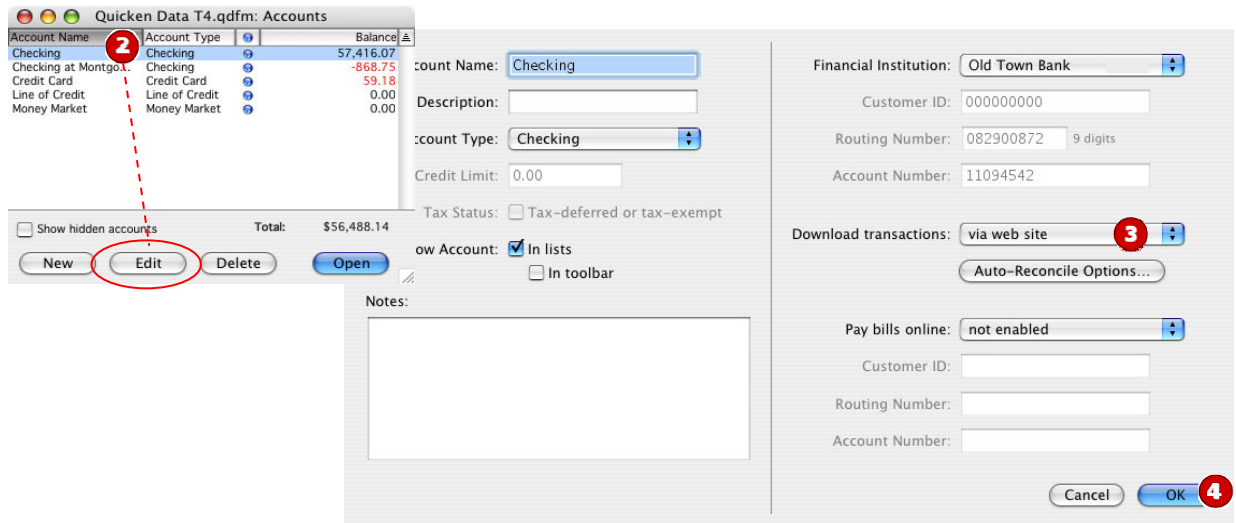 Quicken Data T4.qdfm: Accounts
Account Name Account Type Balance
2
Checking Checking 57,416.07
Checking at Montgo... Checking -868.75
Credit Card Credit Card 59.18
Line of Credit Line of Credit 0.00
Money Market Money Market 0.00
Show hidden accounts Total: $56,488.14
New Edit Delete Open
count Name: Checking
Description:
ccount Type: Checking
Credit Limit: 0.00
Tax Status: Tax-deferred or tax-exempt
ow Account: In lists
In toolbar
Notes:
Financial Institution: Old Town Bank
Customer ID: 000000000
Routing Number: 082900872 9 digits
Account Number: 11094542
Download transactions: via web site 3
Auto-Reconcile Options...
Pay bills online: not enabled
Customer ID:
Routing Number:
Account Number:
Cancel OK 4